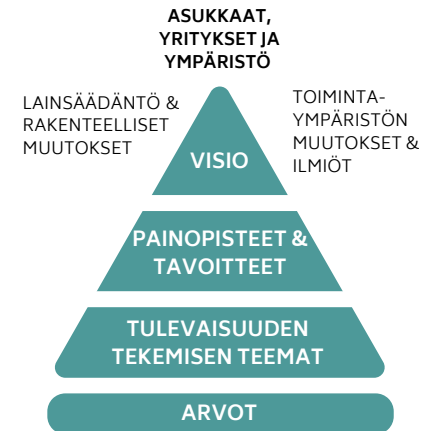 ASUKKAAT,
YRITYKSET JA
YMPÄRISTÖ
LAINSÄÄDÄNTÖ &
RAKENTEELLISET
MUUTOKSET
TOIMINTA-
YMPÄRISTÖN
MUUTOKSET &
ILMIÖT
VISIO
PAINOPISTEET &
TAVOITTEET
TULEVAISUUDEN
TEKEMISEN TEEMAT
ARVOT